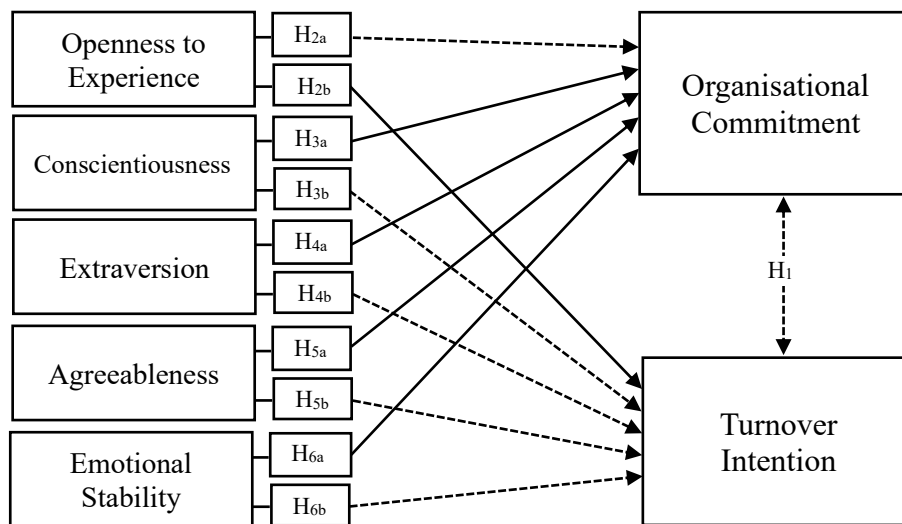 Openness to
Experience
H2a
H2b
Conscientiousness
H3a
H3b
Extraversion
H4a
H4b
Agreeableness
H5a
H5b
Emotional
Stability
H6a
H6b
Organisational
Commitment
H1
Turnover
Intention